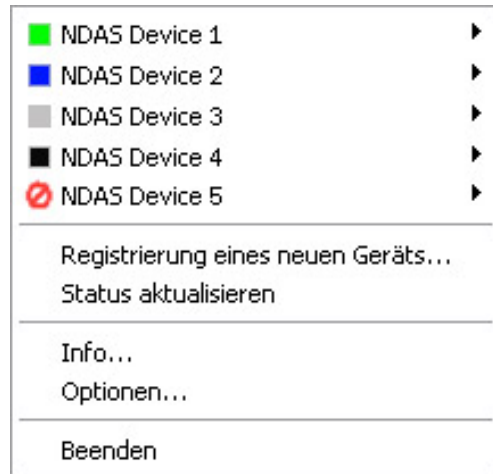 NDAS Device 1
NDAS Device 2
NDAS Device 3
NDAS Device 4
NDAS Device 5
Registrierung eines neuen Geräts...
Status aktualisieren
Info...
Optionen...
Beenden